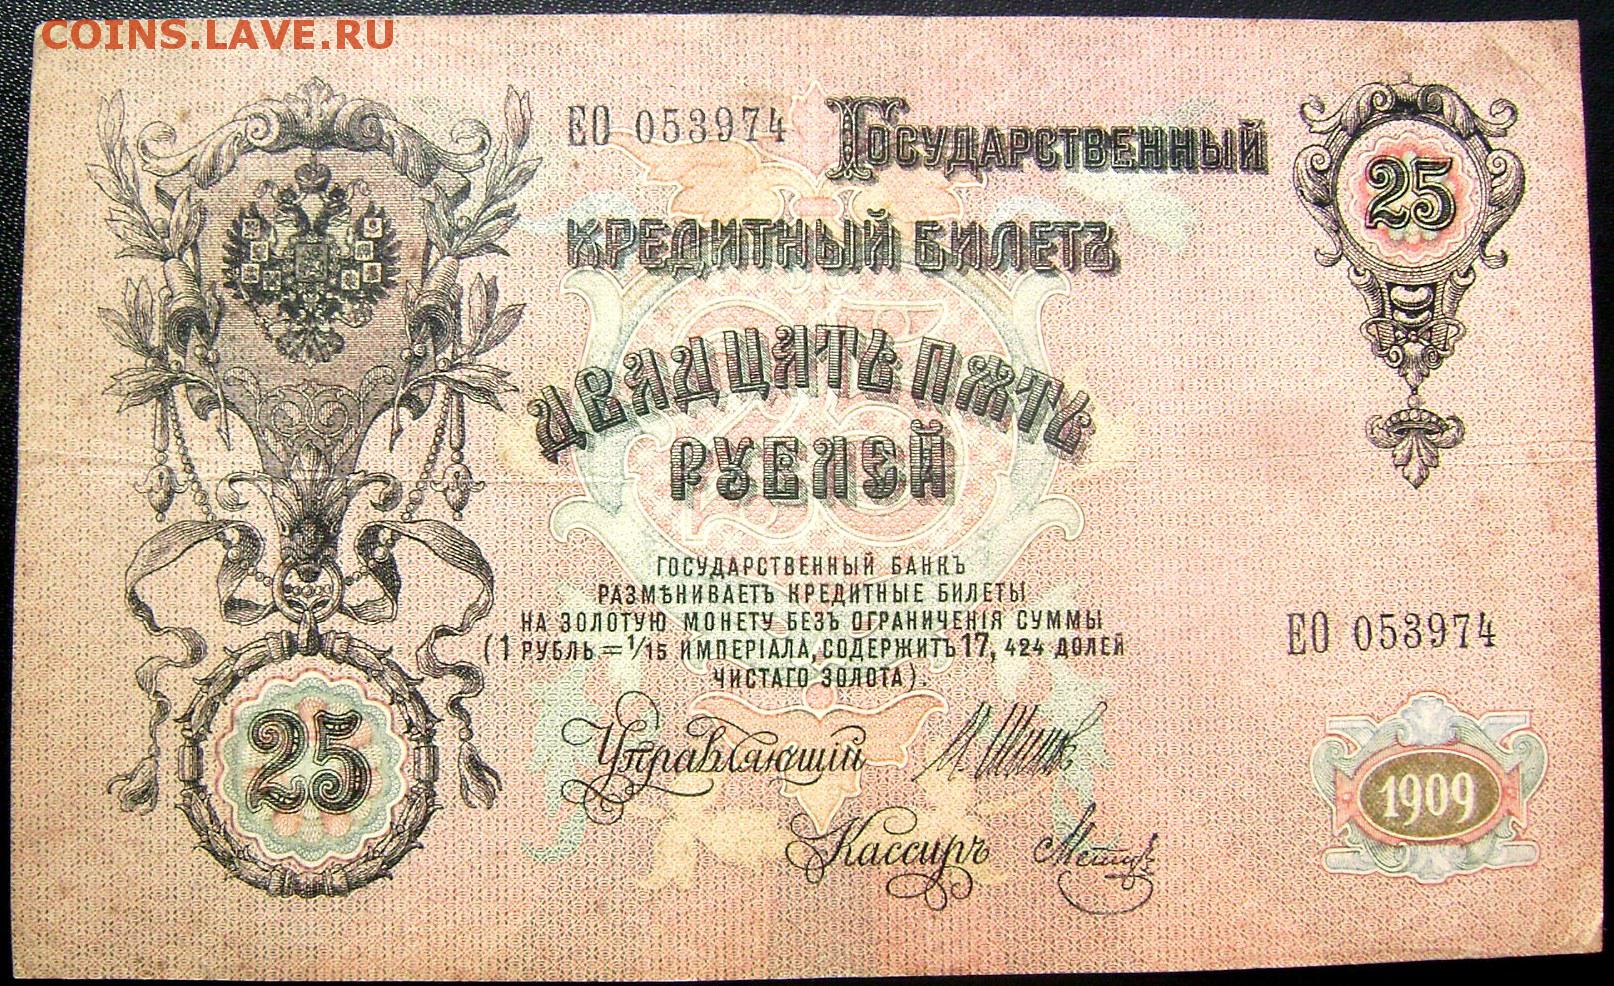 COINS.LAVE.RU
ЕО 053974
ГОСУДАРСТВЕННЫЙ
КРЕДИТНЫЙ БИЛЕТЪ
25
ДВАДЦАТЬ ПЯТЬ
РУБЛЕЙ
ГОСУДАРСТВЕННЫЙ БАНКЪ
РАЗМѢНИВАЕТЪ КРЕДИТНЫЕ БИЛЕТЫ
НА ЗОЛОТУЮ МОНЕТУ БЕЗЪ ОГРАНИЧЕНІЯ СУММЫ
(1 РУБЛЬ = 1/15 ИМПЕРІАЛА, СОДЕРЖИТЪ 17, 424 ДОЛЕЙ
ЧИСТАГО ЗОЛОТА).
ЕО 053974
25
Управляющій
И. Шипов
Кассиръ
1909